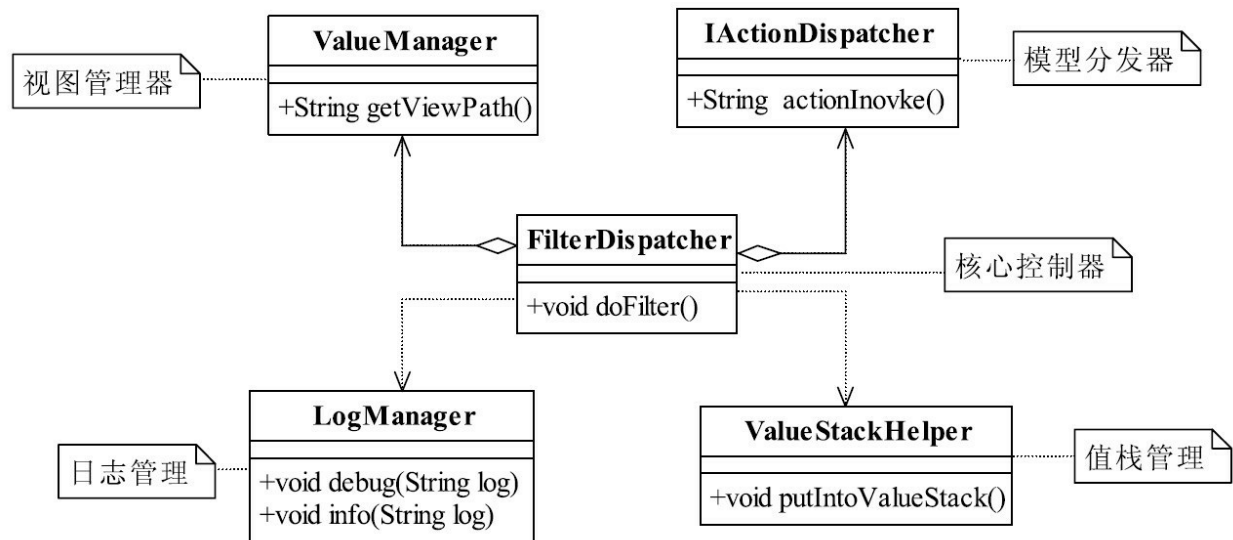 ValueManager
+String getViewPath()
视图管理器
IActionDispatcher
+String actionInovke()
模型分发器
FilterDispatcher
+void doFilter()
核心控制器
LogManager
+void debug(String log)
+void info(String log)
日志管理
ValueStackHelper
+void putIntoValueStack()
值栈管理